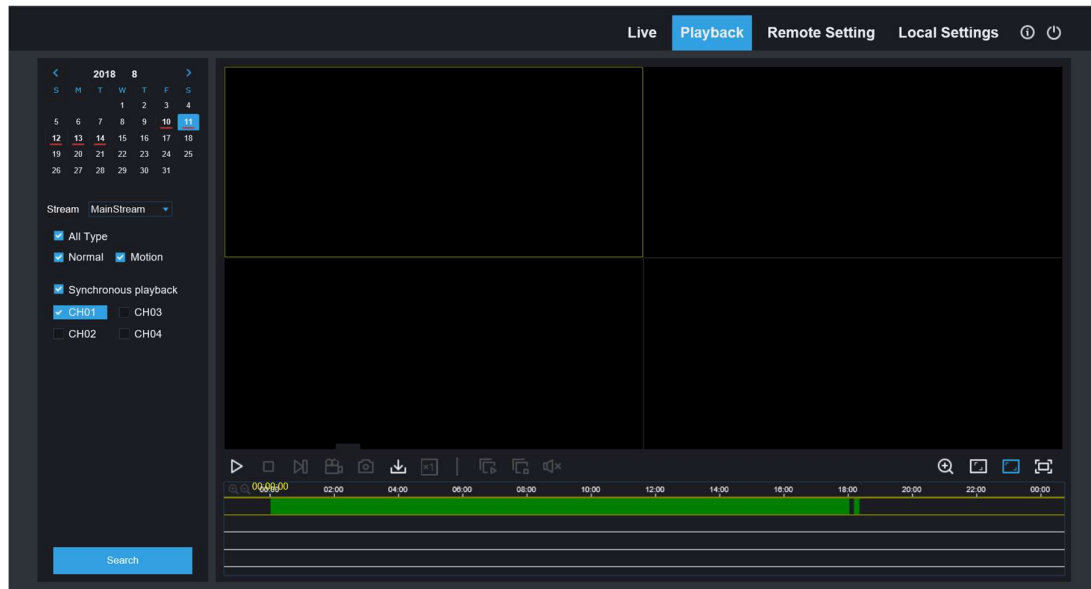 Live Playback Remote Setting Local Settings
2018 8
S M T W T F S
1 2 3 4
5 6 7 8 9 10 11
12 13 14 15 16 17 18
19 20 21 22 23 24 25
26 27 28 29 30 31
Stream MainStream
All Type
Normal Motion
Synchronous playback
CH01 CH03
CH02 CH04
Search
×1
00:00:00 02:00 04:00 06:00 08:00 10:00 12:00 14:00 16:00 18:00 20:00 22:00 00:00